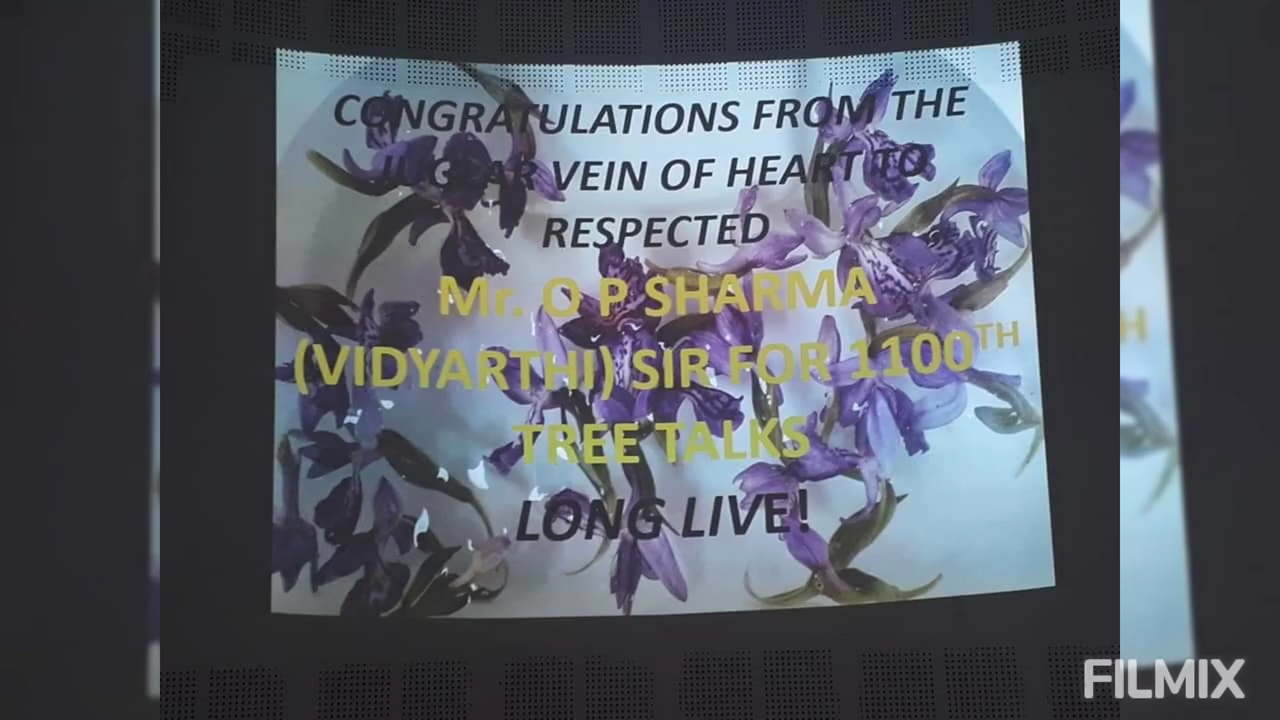 CONGRATULATIONS FROM THE
JUGULAR VEIN OF HEART TO
RESPECTED
Mr. O P SHARMA
(VIDYARTHI) SIR FOR 1100TH
TREE TALKS
LONG LIVE!
FILMIX